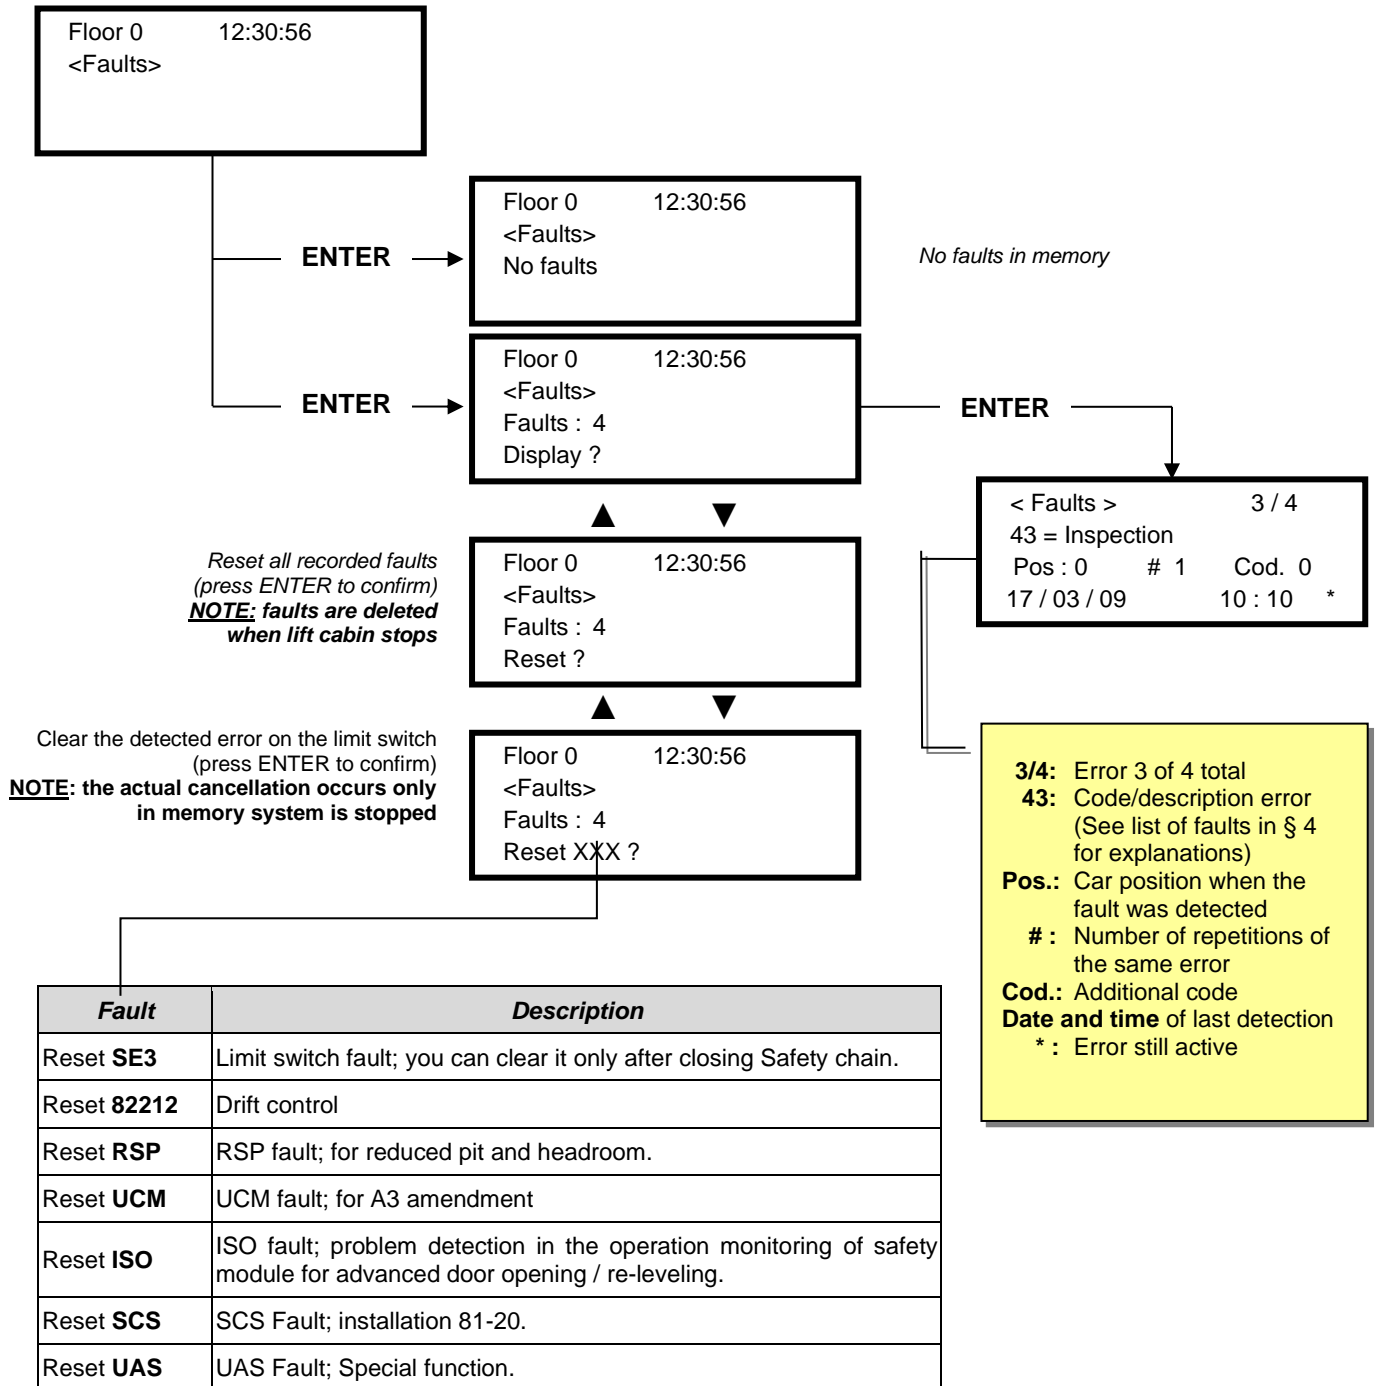 Floor 0 12:30:56
<Faults>
ENTER
Floor 0 12:30:56
<Faults>
No faults
No faults in memory
ENTER
Floor 0 12:30:56
<Faults>
Faults : 4
Display ?
ENTER
< Faults > 3 / 4
43 = Inspection
Pos : 0 # 1 Cod. 0
17 / 03 / 09 10 : 10 *
▲ ▼
Reset all recorded faults
(press ENTER to confirm)
NOTE: faults are deleted
when lift cabin stops
Floor 0 12:30:56
<Faults>
Faults : 4
Reset ?
▲ ▼
Clear the detected error on the limit switch
(press ENTER to confirm)
NOTE: the actual cancellation occurs only
in memory system is stopped
Floor 0 12:30:56
<Faults>
Faults : 4
Reset XXX ?
3/4: Error 3 of 4 total
43: Code/description error
(See list of faults in § 4
for explanations)
Pos.: Car position when the
fault was detected
# : Number of repetitions of
the same error
Cod.: Additional code
Date and time of last detection
* : Error still active
Fault Description
Reset SE3 Limit switch fault; you can clear it only after closing Safety chain.
Reset 82212 Drift control
Reset RSP RSP fault; for reduced pit and headroom.
Reset UCM UCM fault; for A3 amendment
Reset ISO ISO fault; problem detection in the operation monitoring of safety
module for advanced door opening / re-leveling.
Reset SCS SCS Fault; installation 81-20.
Reset UAS UAS Fault; Special function.